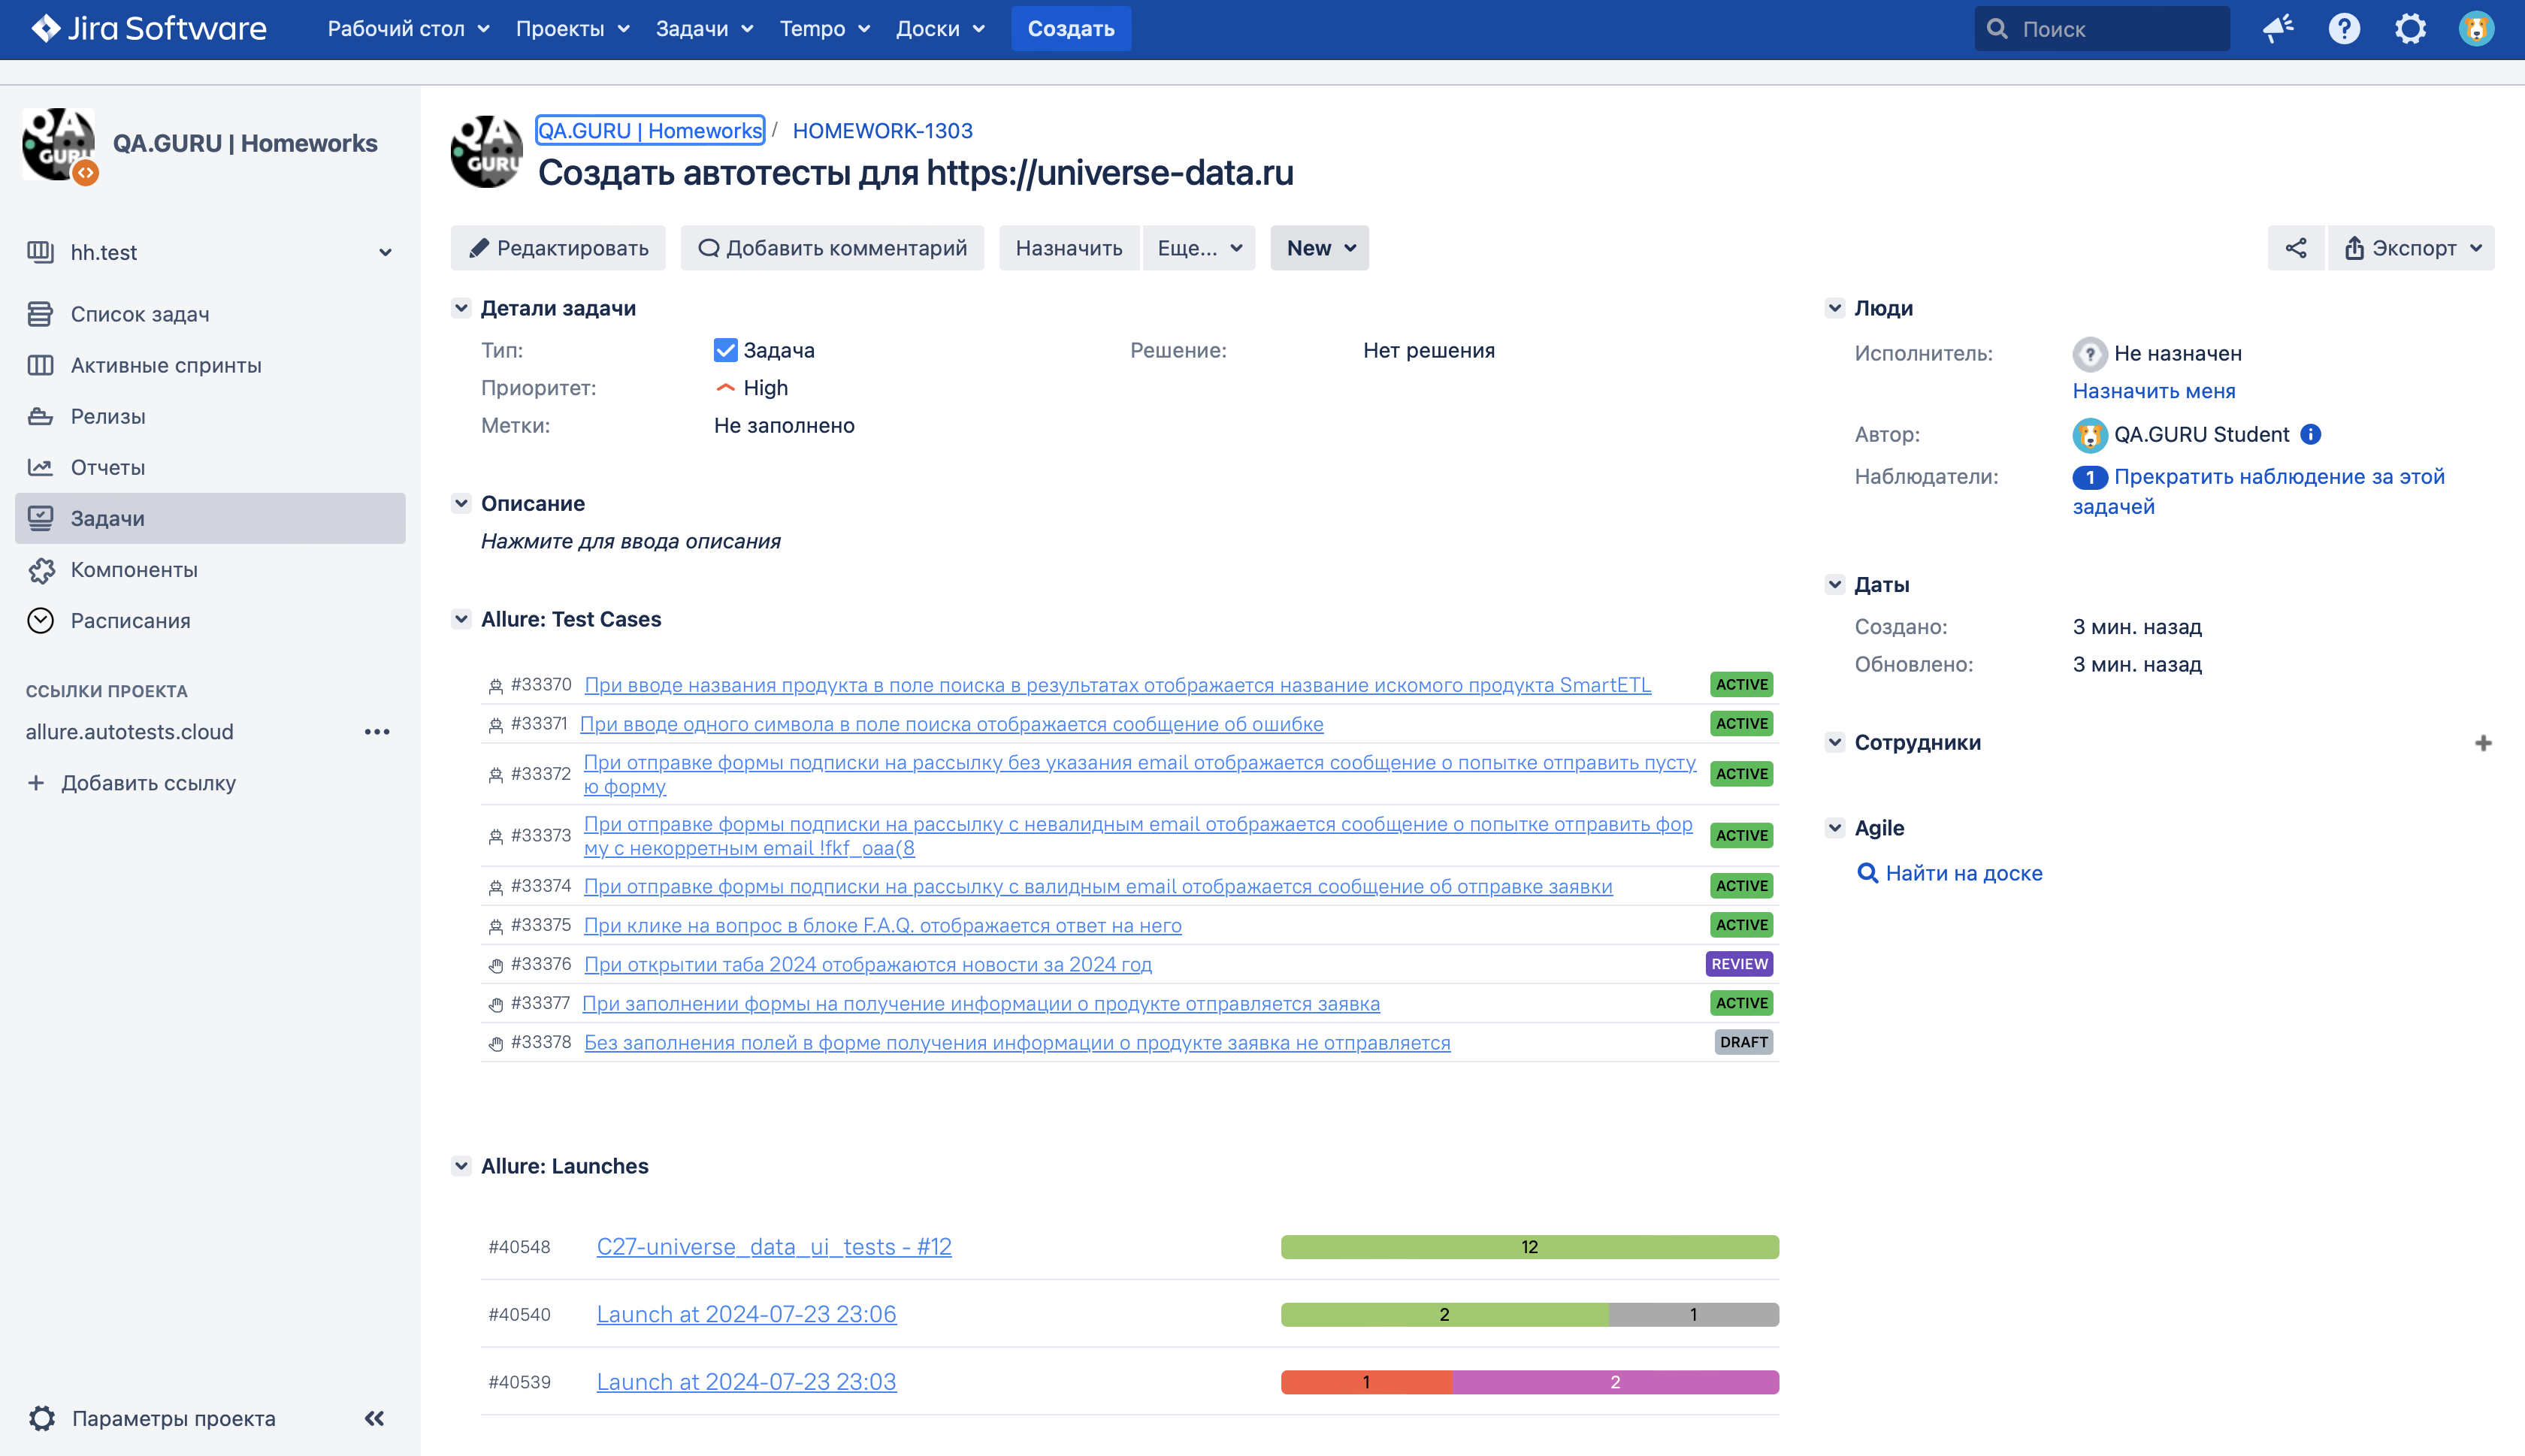 Jira Software
Рабочий стол
Проекты
Задачи
Tempo
Доски
Создать
Поиск
QA.GURU | Homeworks
hh.test
Список задач
Активные спринты
Релизы
Отчеты
Задачи
Компоненты
Расписания
ССЫЛКИ ПРОЕКТА
allure.autotests.cloud
Добавить ссылку
Параметры проекта
QA GURU
QA.GURU | Homeworks / HOMEWORK-1303
Создать автотесты для https://universe-data.ru
Редактировать
Добавить комментарий
Назначить
Еще...
New
Экспорт
Детали задачи
Тип: Задача
Решение: Нет решения
Приоритет: High
Метки: Не заполнено
Описание
Нажмите для ввода описания
Allure: Test Cases
#33370 При вводе названия продукта в поле поиска в результатах отображается название искомого продукта SmartETL ACTIVE
#33371 При вводе одного символа в поле поиска отображается сообщение об ошибке ACTIVE
#33372 При отправке формы подписки на рассылку без указания email отображается сообщение о попытке отправить пусту
ю форму ACTIVE
#33373 При отправке формы подписки на рассылку с невалидным email отображается сообщение о попытке отправить фор
му с некорретным email !fkf_oaa(8 ACTIVE
#33374 При отправке формы подписки на рассылку с валидным email отображается сообщение об отправке заявки ACTIVE
#33375 При клике на вопрос в блоке F.A.Q. отображается ответ на него ACTIVE
#33376 При открытии таба 2024 отображаются новости за 2024 год REVIEW
#33377 При заполнении формы на получение информации о продукте отправляется заявка ACTIVE
#33378 Без заполнения полей в форме получения информации о продукте заявка не отправляется DRAFT
Allure: Launches
#40548 C27-universe_data_ui_tests - #12 12
#40540 Launch at 2024-07-23 23:06 2 1
#40539 Launch at 2024-07-23 23:03 1 2
Люди
Исполнитель: Не назначен
Назначить меня
Автор: QA.GURU Student
Наблюдатели: 1 Прекратить наблюдение за этой
задачей
Даты
Создано: 3 мин. назад
Обновлено: 3 мин. назад
Сотрудники
Agile
Найти на доске